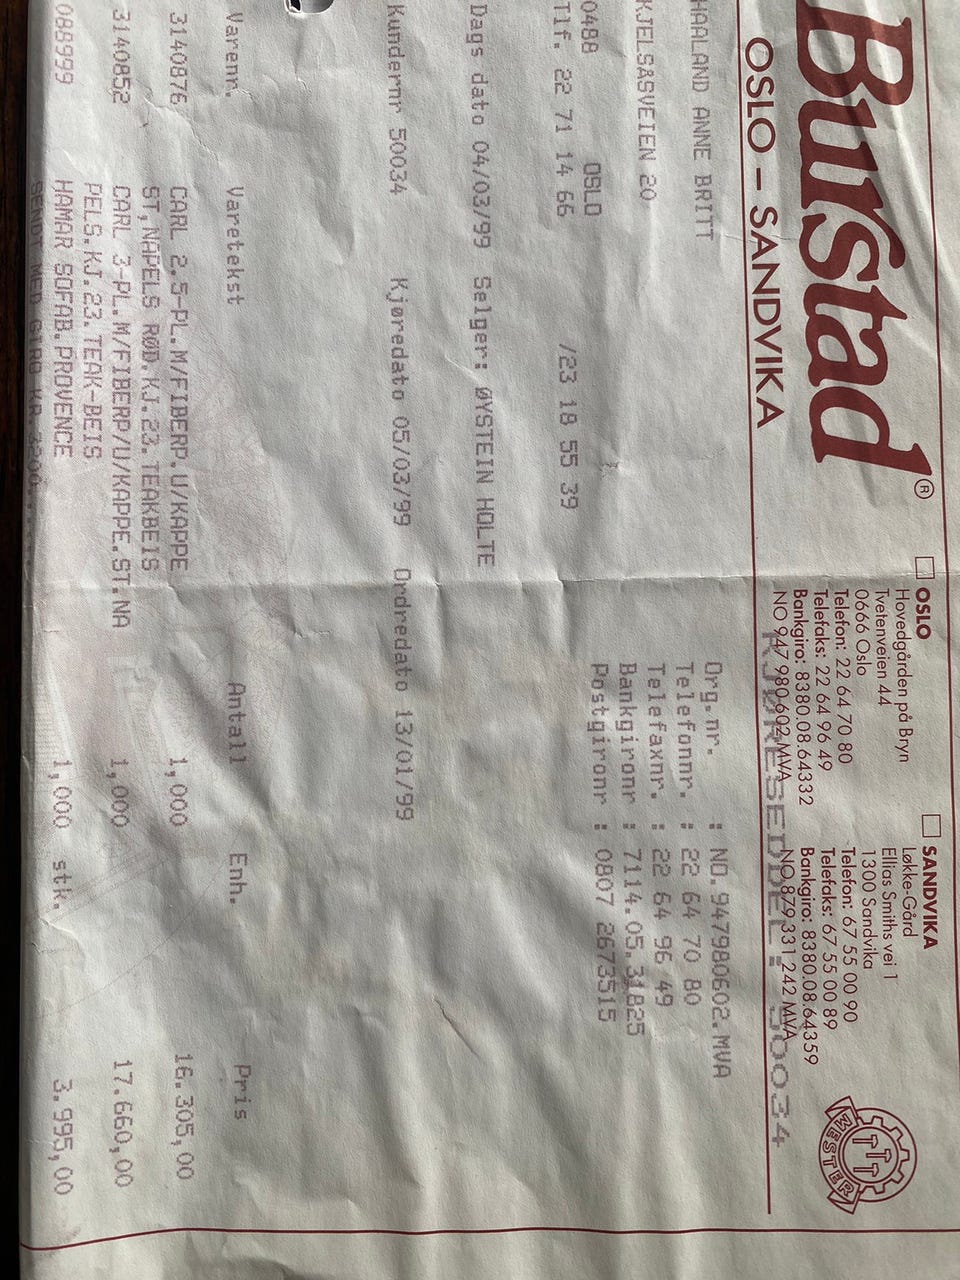 Burstad®
OSLO – SANDVIKA
OSLO
Hovedgården på Bryn
Tvetenveien 44
0666 Oslo
Telefon: 22 64 70 80
Telefaks: 22 64 96 49
Bankgiro: 8380.08.64332
NO 947 980 602 MVA
SANDVIKA
Løkke-Gård
Ellias Smiths vei 1
1300 Sandvika
Telefon: 67 55 00 90
Telefaks: 67 55 00 89
Bankgiro: 8380.08.64359
NO 879 331 242 MVA
MESTER
KJØRESEDDEL: 50034
HAALAND ANNE BRITT
KJELSÅSVEIEN 20
0488 OSLO
Tlf. 22 71 14 66 /23 18 55 39
Org.nr. : NO.947980602.MVA
Telefonnr. : 22 64 70 80
Telefaxnr. : 22 64 96 49
Bankgironr : 7114.05.31825
Postgironr : 0807 2673515
Dags dato 04/03/99 Selger: ØYSTEIN HOLTE
Kundernr 50034 Kjøredato 05/03/99 Ordredato 13/01/99
Varenr. Varetekst Antall Enh. Pris
3140876 CARL 2.5-PL.M/FIBERP.U/KAPPE 1,000 16.305,00
ST,NAPELS RØD.KJ.23.TEAKBEIS
3140852 CARL 3-PL.M/FIBERP/U/KAPPE.ST.NA 1,000 17.660,00
PELS.KJ.23.TEAK-BEIS
088999 HAMAR SOFAB.PROVENCE 1,000 stk. 3.995,00
SENDT MED GIRO KR.